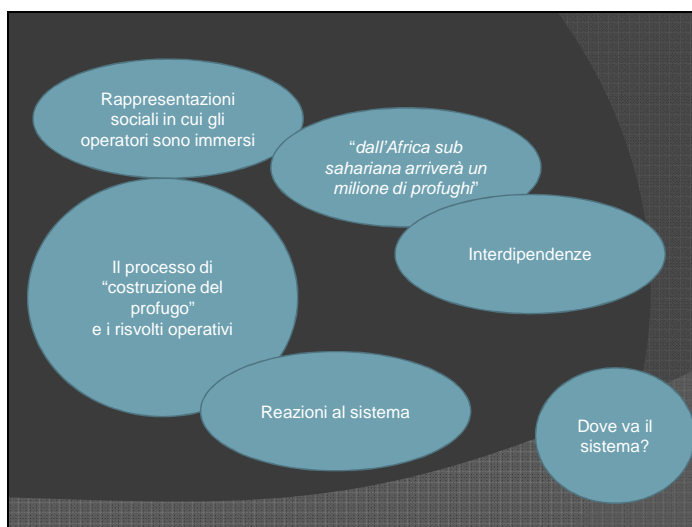 Rappresentazioni
sociali in cui gli
operatori sono immersi
“dall’Africa sub
sahariana arriverà un
milione di profughi”
Interdipendenze
Il processo di
“costruzione del
profugo”
e i risvolti operativi
Reazioni al sistema
Dove va il
sistema?